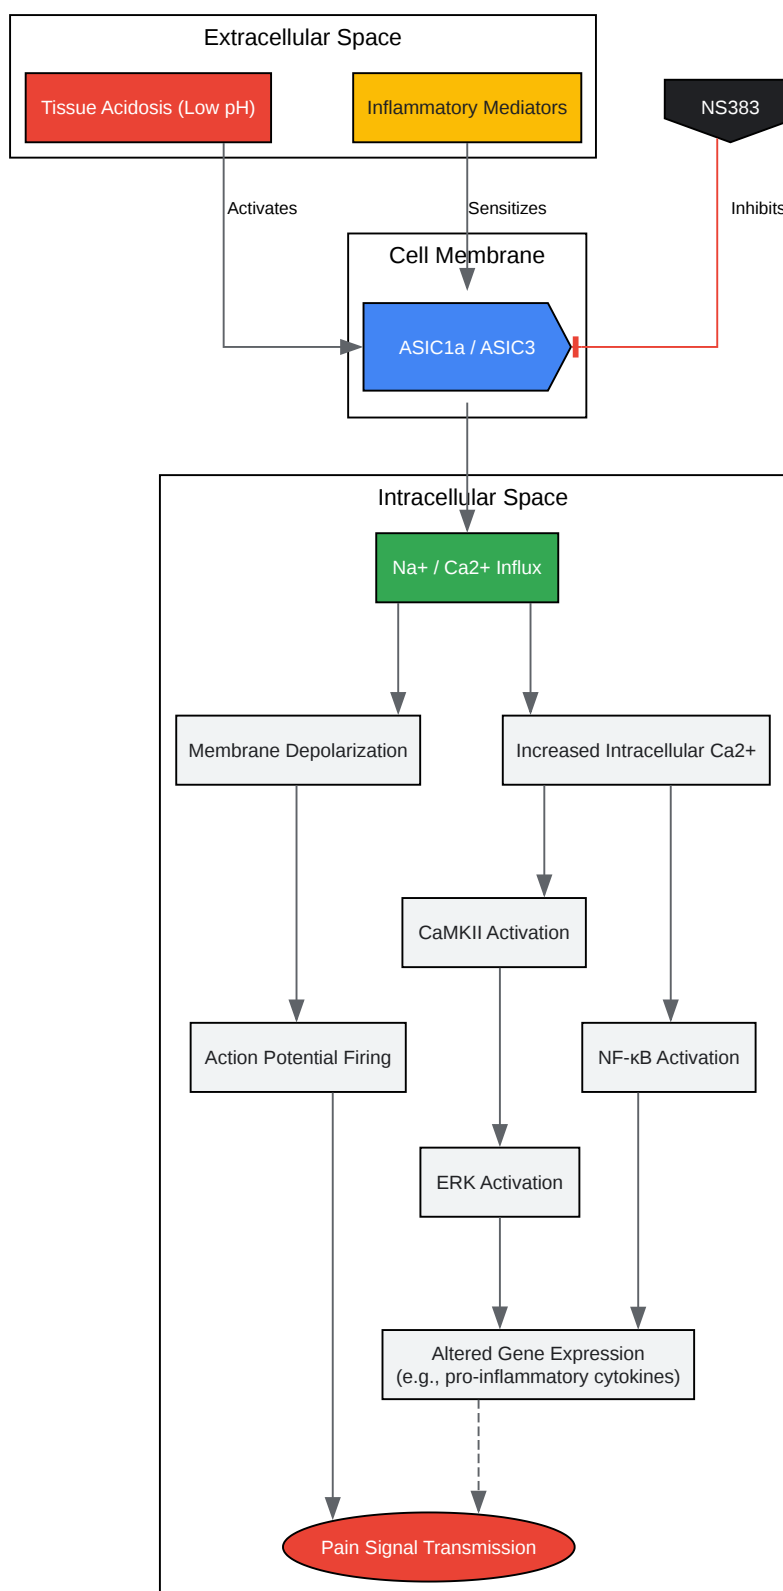 Extracellular Space
Tissue Acidosis (Low pH)
Inflammatory Mediators
NS383
Activates
Sensitizes
Inhibits
Cell Membrane
ASIC1a / ASIC3
Intracellular Space
Na+ / Ca2+ Influx
Membrane Depolarization
Increased Intracellular Ca2+
CaMKII Activation
Action Potential Firing
NF-κB Activation
ERK Activation
Altered Gene Expression
(e.g., pro-inflammatory cytokines)
Pain Signal Transmission